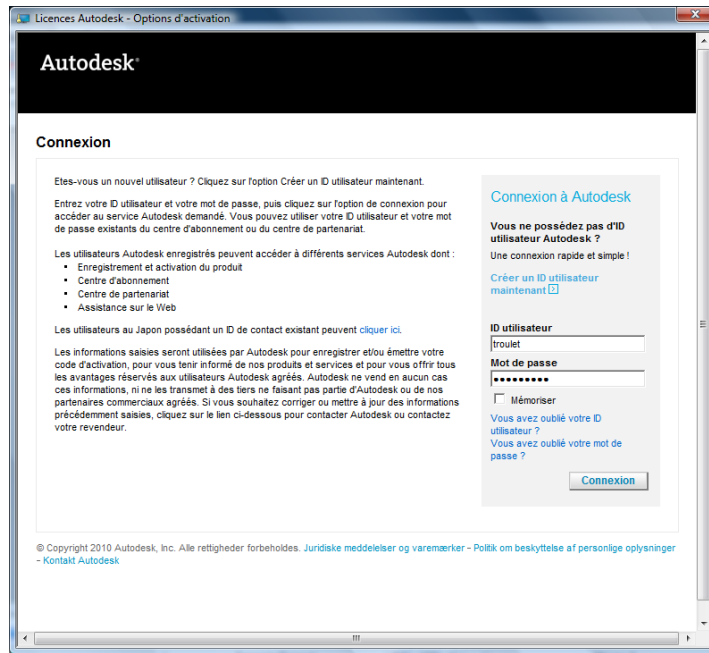 Licences Autodesk - Options d'activation
Autodesk®
Connexion
Etes-vous un nouvel utilisateur ? Cliquez sur l'option Créer un ID utilisateur maintenant.
Entrez votre ID utilisateur et votre mot de passe, puis cliquez sur l'option de connexion pour
accéder au service Autodesk demandé. Vous pouvez utiliser votre ID utilisateur et votre mot
de passe existants du centre d'abonnement ou du centre de partenariat.
Les utilisateurs Autodesk enregistrés peuvent accéder à différents services Autodesk dont :
▪ Enregistrement et activation du produit
▪ Centre d'abonnement
▪ Centre de partenariat
▪ Assistance sur le Web
Les utilisateurs au Japon possédant un ID de contact existant peuvent cliquer ici.
Les informations saisies seront utilisées par Autodesk pour enregistrer et/ou émettre votre
code d'activation, pour vous tenir informé de nos produits et services et pour vous offrir tous
les avantages réservés aux utilisateurs Autodesk agréés. Autodesk ne vend en aucun cas
ces informations, ni ne les transmet à des tiers ne faisant pas partie d'Autodesk ou de nos
partenaires commerciaux agréés. Si vous souhaitez corriger ou mettre à jour des informations
précédemment saisies, cliquez sur le lien ci-dessous pour contacter Autodesk ou contactez
votre revendeur.
Connexion à Autodesk
Vous ne possédez pas d'ID
utilisateur Autodesk ?
Une connexion rapide et simple !
Créer un ID utilisateur
maintenant
ID utilisateur
troulet
Mot de passe
•••••••••
Mémoriser
Vous avez oublié votre ID
utilisateur ?
Vous avez oublié votre mot de
passe ?
Connexion
© Copyright 2010 Autodesk, Inc. Alle rettigheder forbeholdes. Juridiske meddelelser og varemærker - Politik om beskyttelse af personlige oplysninger
- Kontakt Autodesk